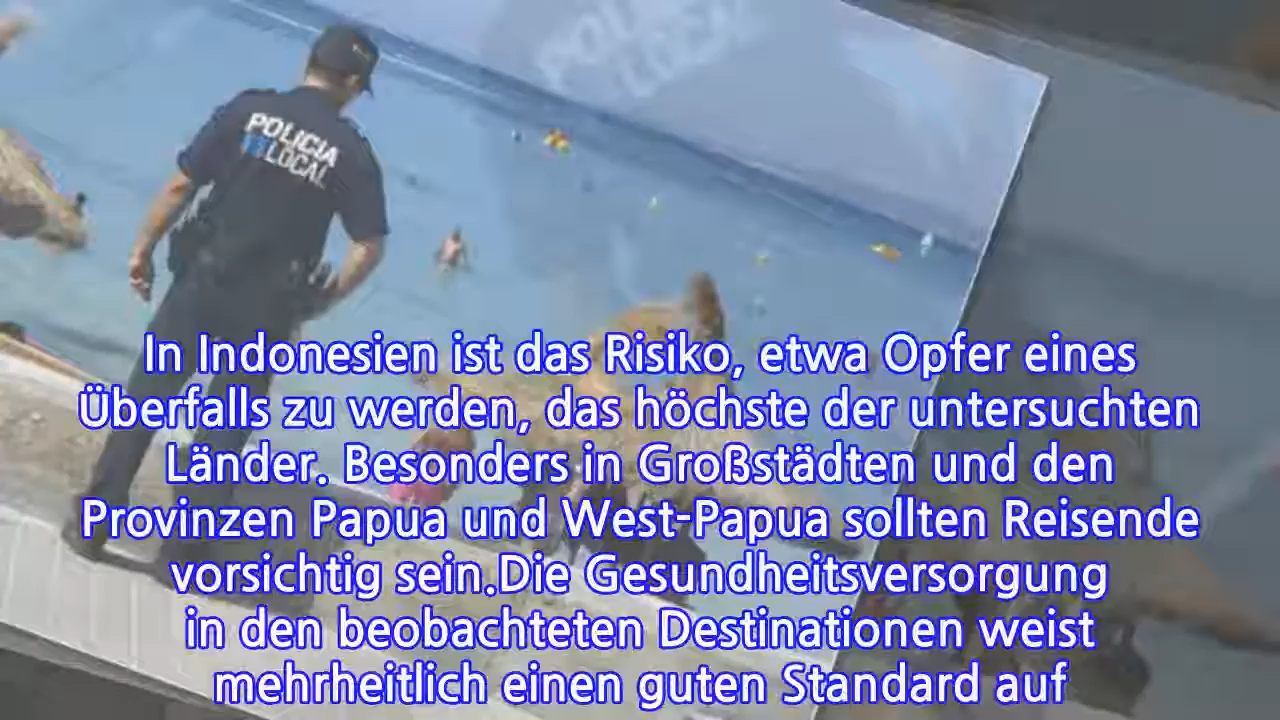 POLI
LOCAL
POLICIA
LOCAL
In Indonesien ist das Risiko, etwa Opfer eines
Überfalls zu werden, das höchste der untersuchten
Länder. Besonders in Großstädten und den
Provinzen Papua und West-Papua sollten Reisende
vorsichtig sein.Die Gesundheitsversorgung
in den beobachteten Destinationen weist
mehrheitlich einen guten Standard auf